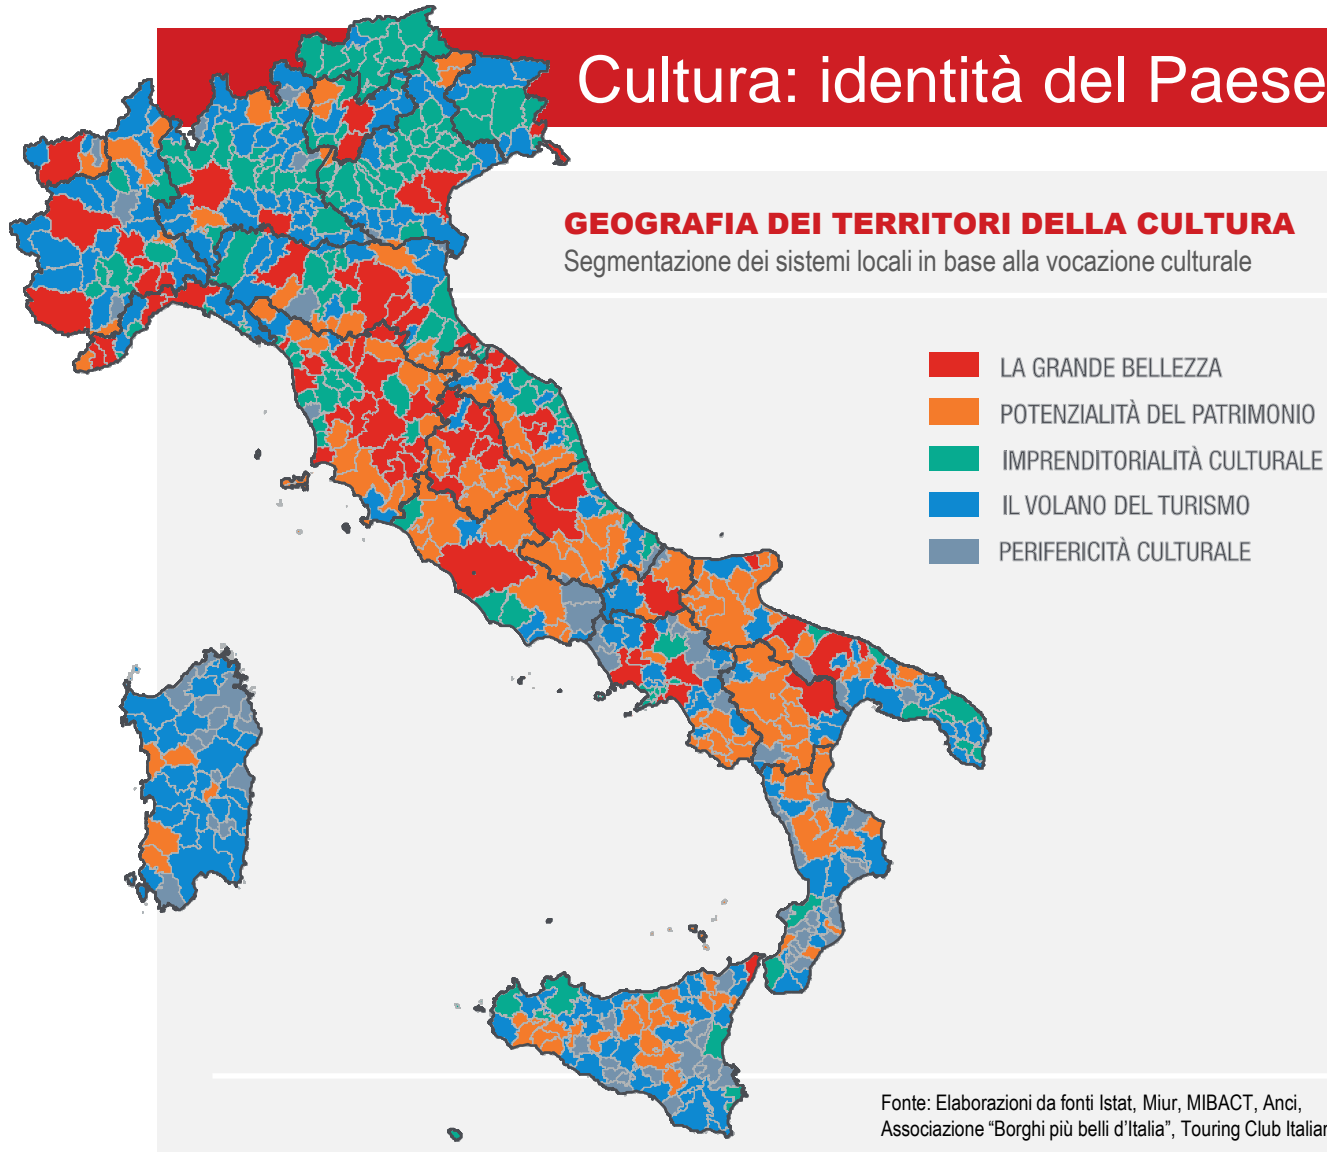 Cultura: identità del Paese
GEOGRAFIA DEI TERRITORI DELLA CULTURA
Segmentazione dei sistemi locali in base alla vocazione culturale
LA GRANDE BELLEZZA
POTENZIALITÀ DEL PATRIMONIO
IMPRENDITORIALITÀ CULTURALE
IL VOLANO DEL TURISMO
PERIFERICITÀ CULTURALE
Fonte: Elaborazioni da fonti Istat, Miur, MIBACT, Anci,
Associazione “Borghi più belli d’Italia”, Touring Club Italian